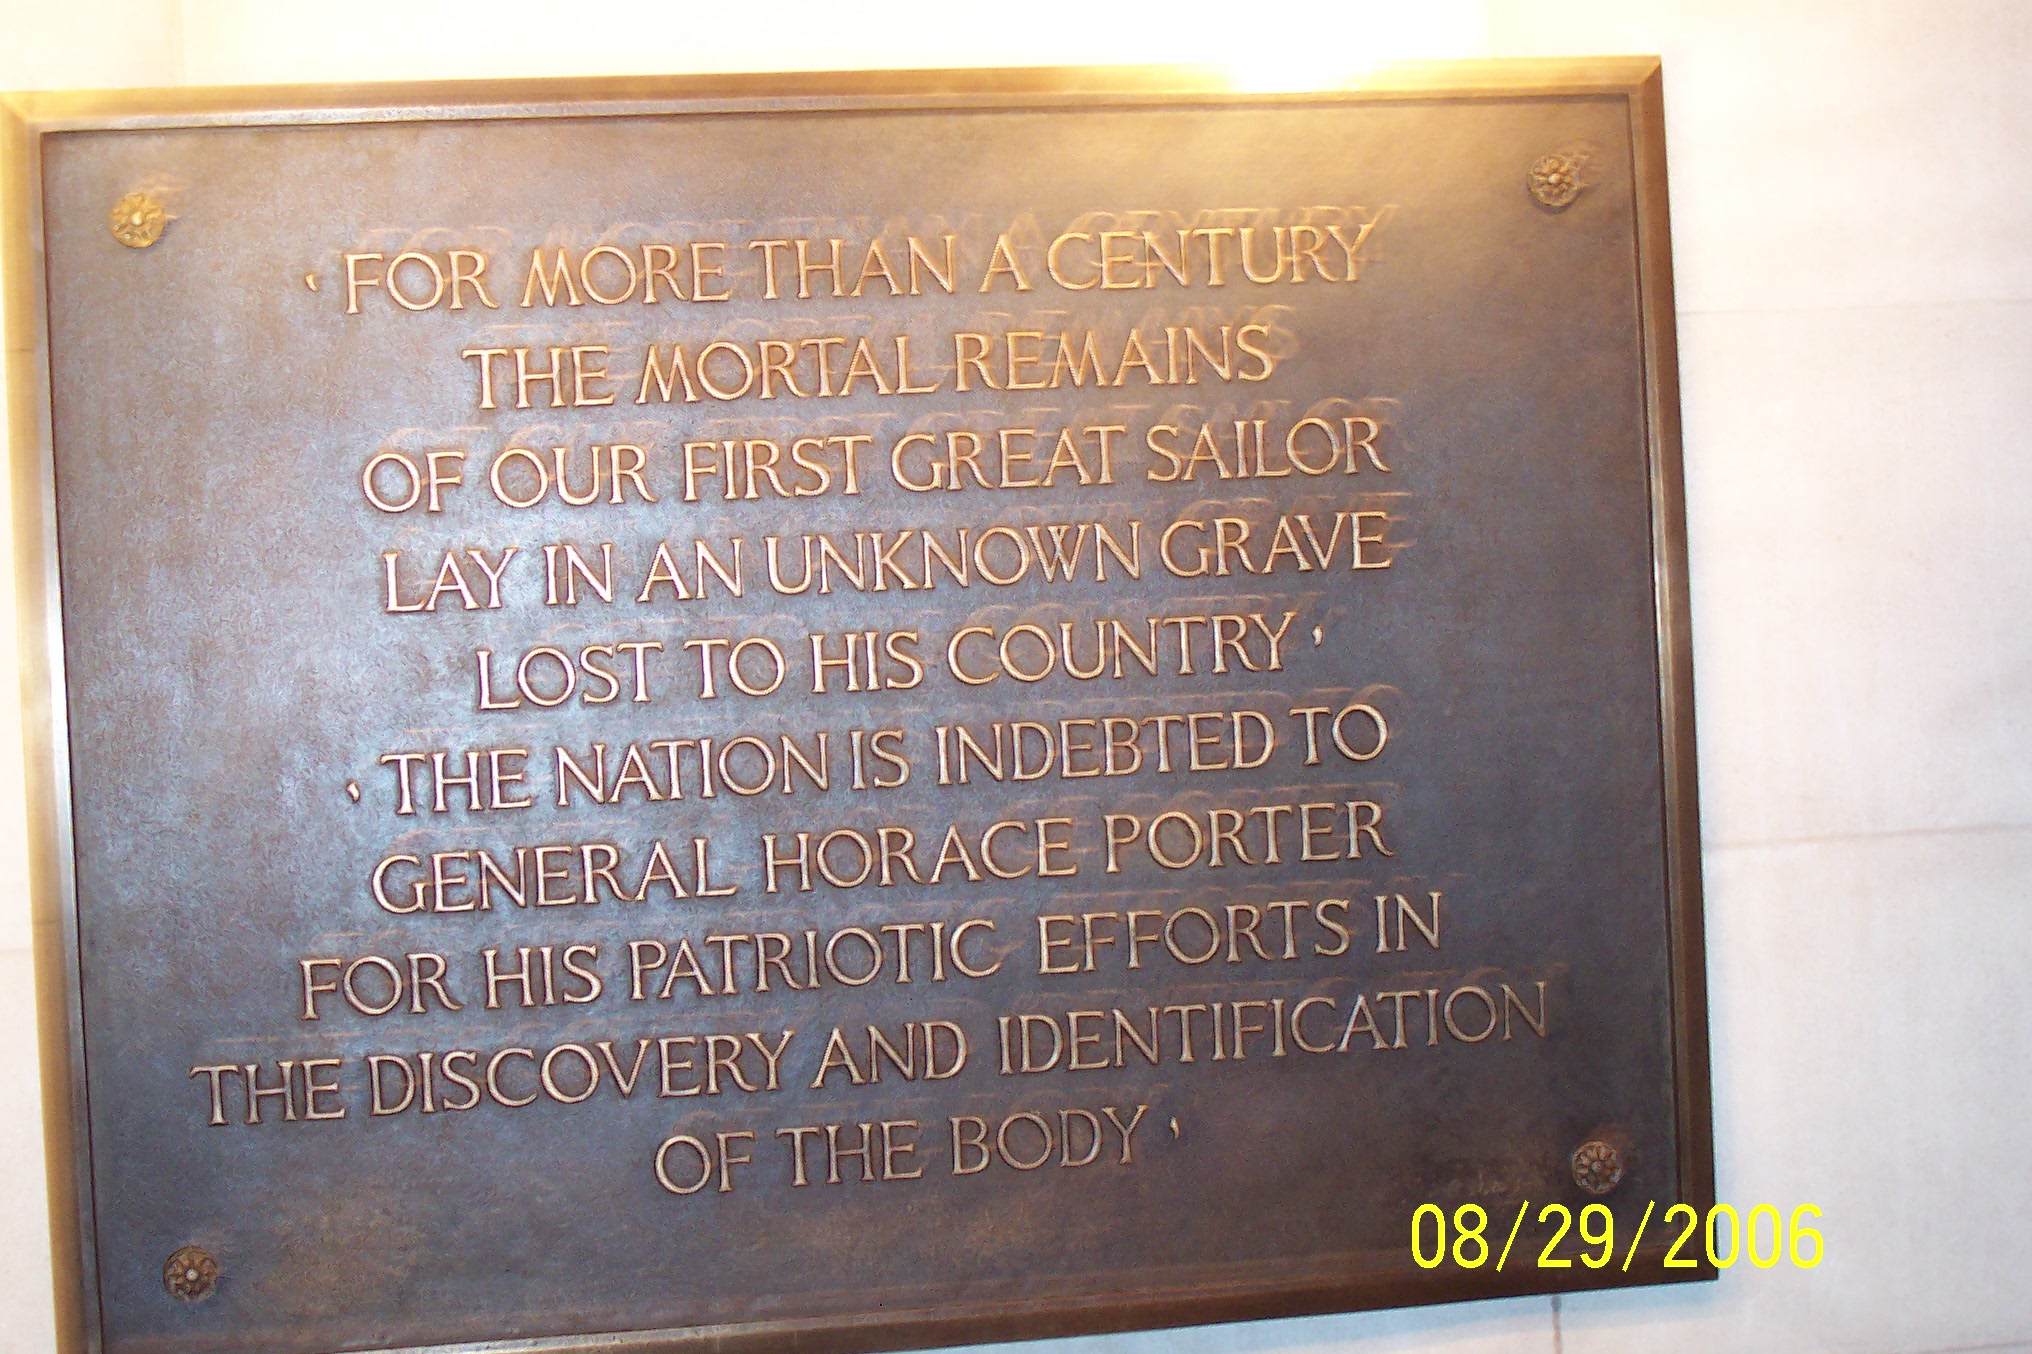 ‘FOR MORE THAN A CENTURY
THE MORTAL REMAINS
OF OUR FIRST GREAT SAILOR
LAY IN AN UNKNOWN GRAVE
LOST TO HIS COUNTRY’
‘THE NATION IS INDEBTED TO
GENERAL HORACE PORTER
FOR HIS PATRIOTIC EFFORTS IN
THE DISCOVERY AND IDENTIFICATION
OF THE BODY’
08/29/2006